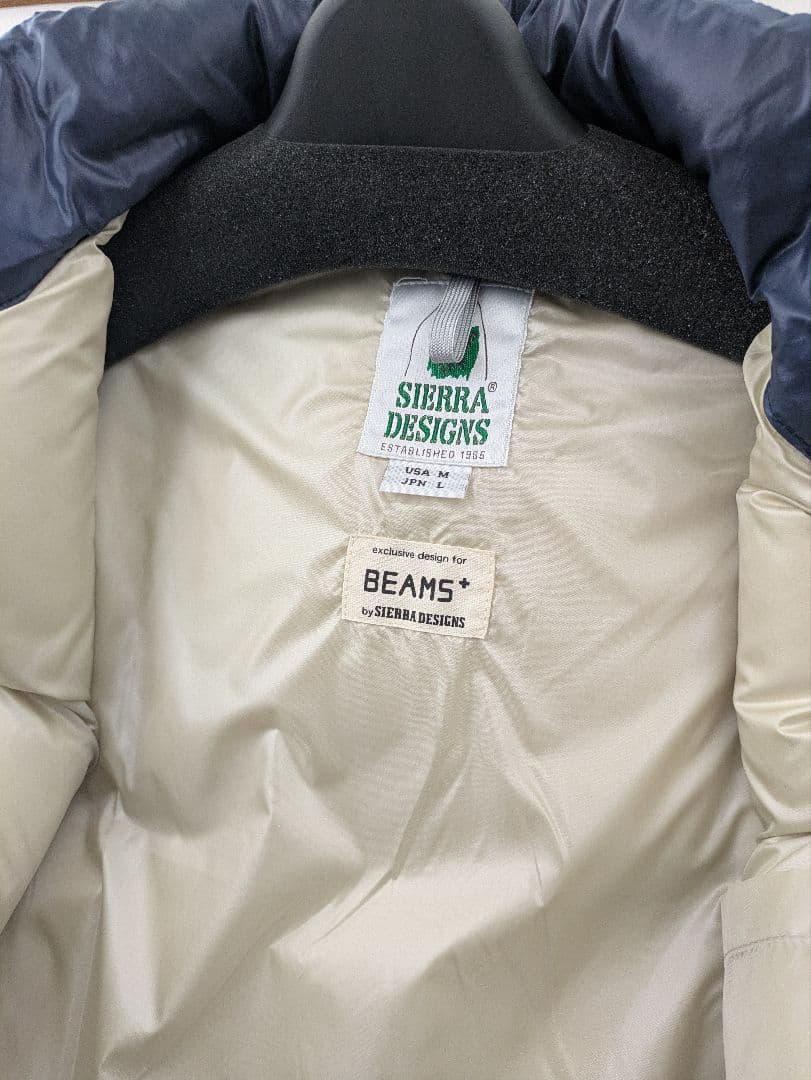 SIERRA®
DESIGNS
ESTABLISHED 1965
USA M
JPN L
exclusive design for
BEAMS+
by SIERRA DESIGNS